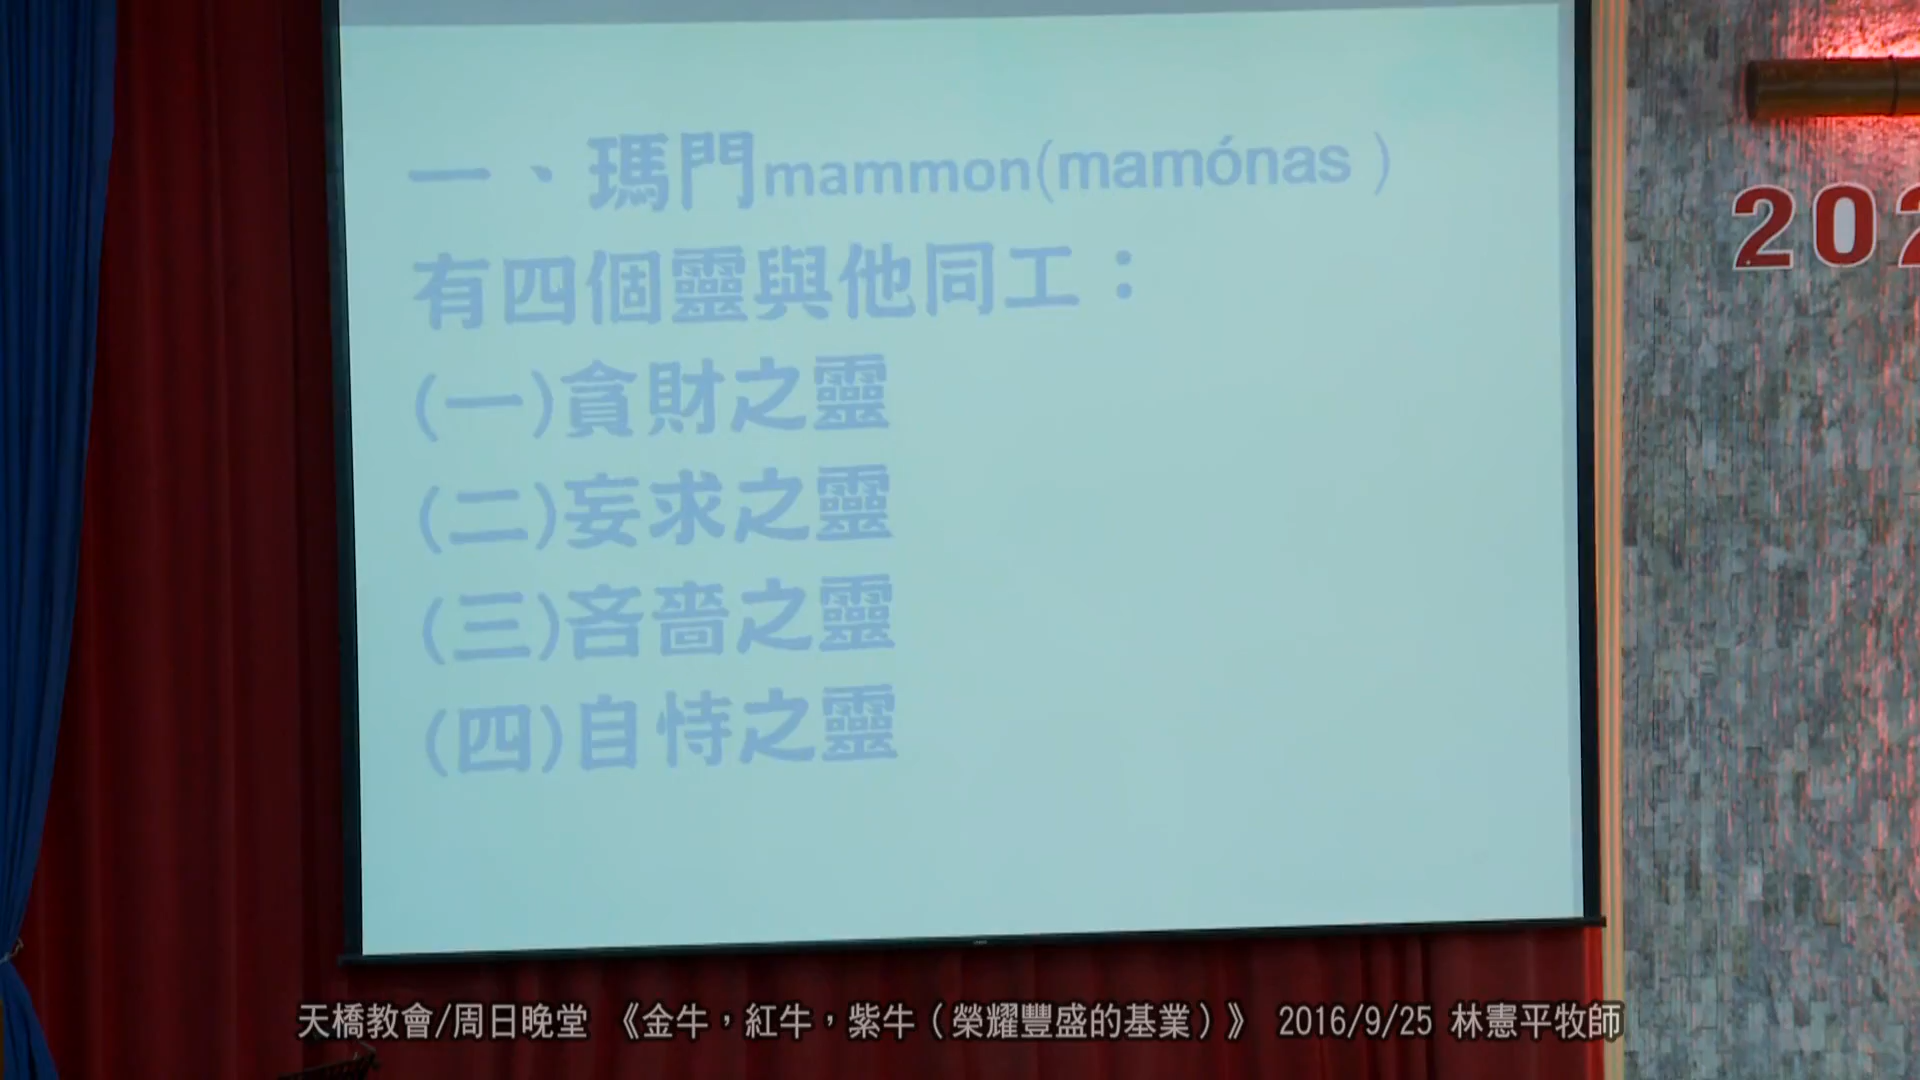 一、瑪門mammon(mamónas )
有四個靈與他同工：
(一)貪財之靈
(二)妄求之靈
(三)吝嗇之靈
(四)自恃之靈
202
天橋教會/周日晚堂 《金牛，紅牛，紫牛（榮耀豐盛的基業）》 2016/9/25 林憲平牧師